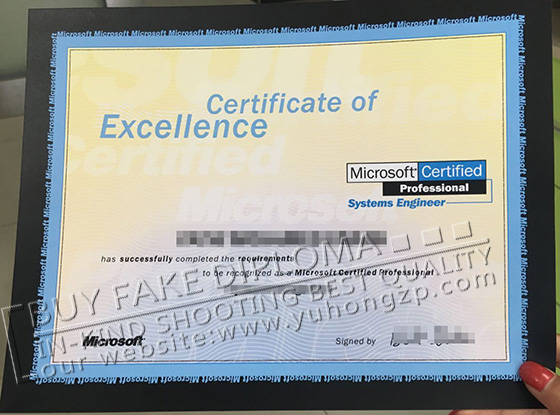 Certificate of
Excellence
Microsoft Certified
Professional
Systems Engineer
has successfully completed the requirements
to be recognized as a Microsoft Certified Professional
Microsoft
Signed by
BUY FAKE DIPLOMA
IN-KIND SHOOTING BEST QUALITY
our website:www.yuhongzp.com